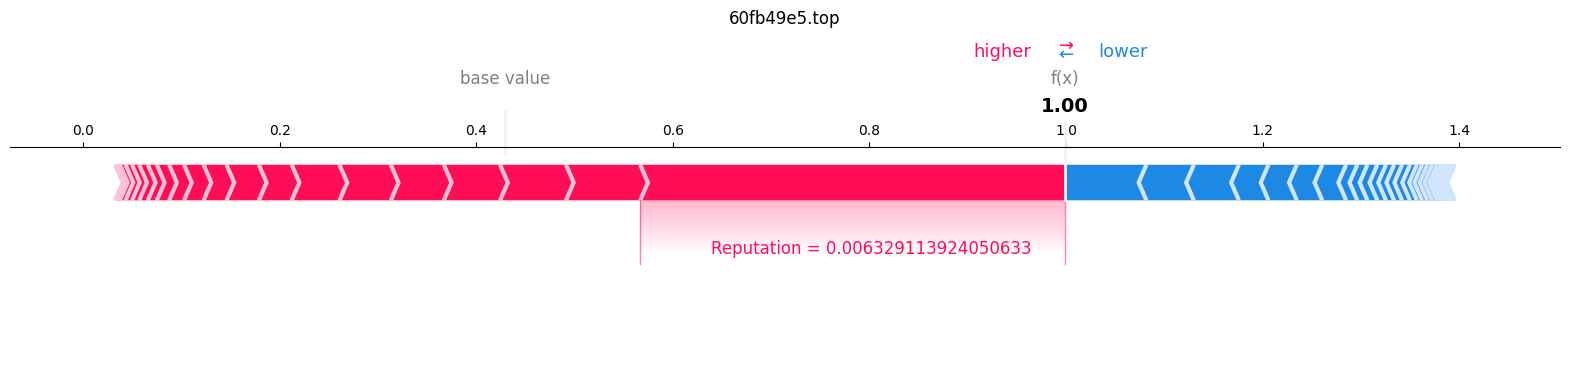 60fb49e5.top
higher ⇄ lower
base value
f(x)
1.00
0.0 0.2 0.4 0.6 0.8 1.0 1.2 1.4
Reputation = 0.006329113924050633